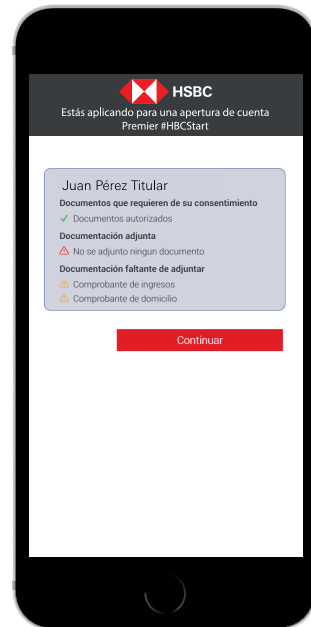 HSBC
Estás aplicando para una apertura de cuenta
Premier #HBCStart
Juan Pérez Titular
Documentos que requieren de su consentimiento
Documentos autorizados
Documentación adjunta
No se adjunto ningun documento
Documentación faltante de adjuntar
Comprobante de ingresos
Comprobante de domicilio
Continuar